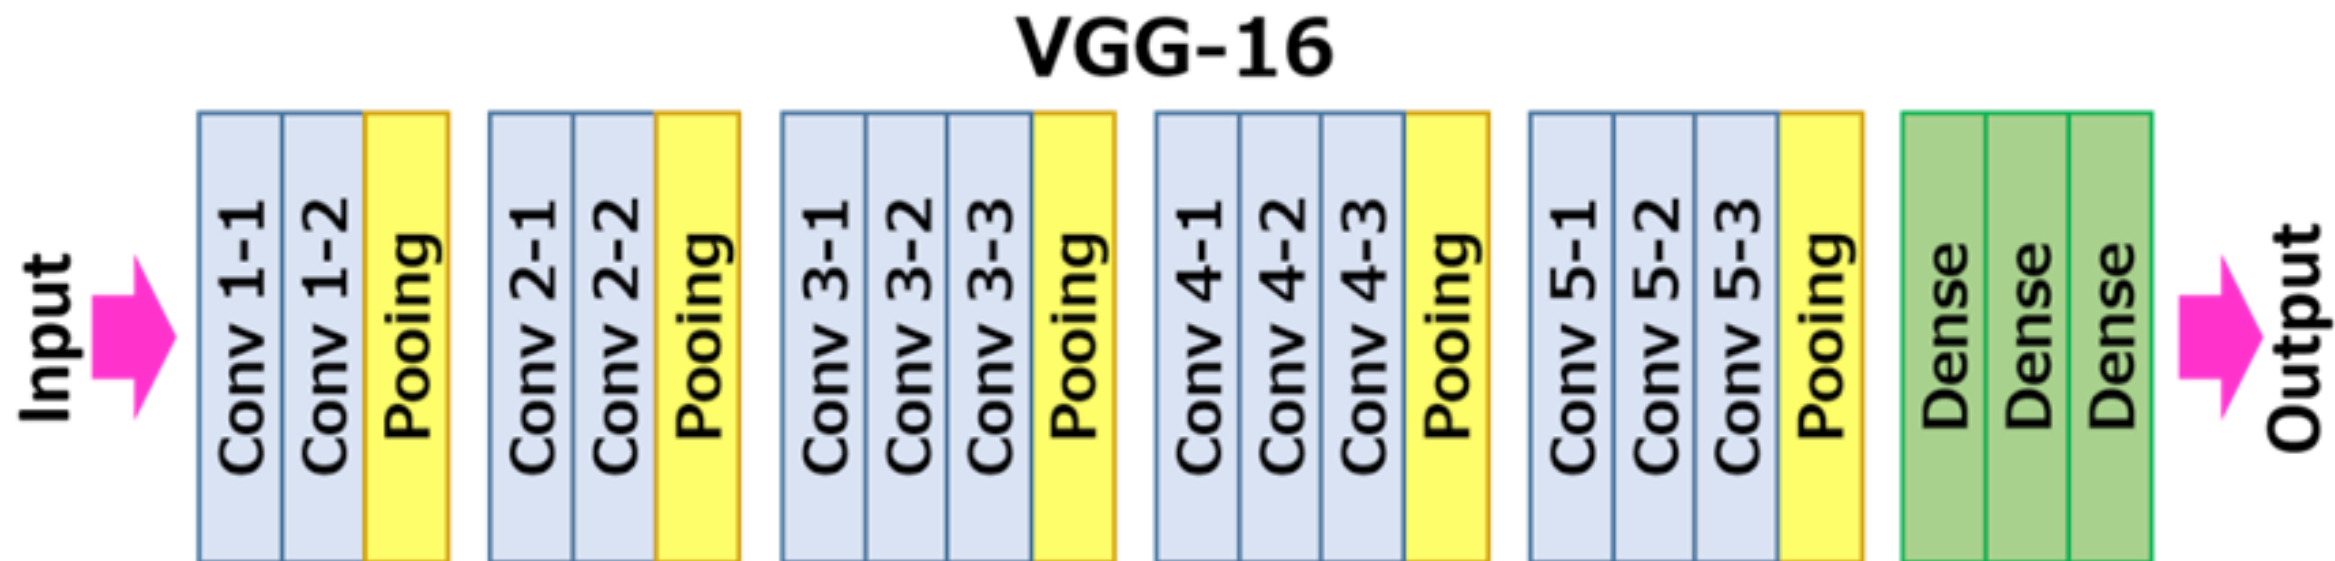 VGG-16
Input
Conv 1-1
Conv 1-2
Pooing
Conv 2-1
Conv 2-2
Pooing
Conv 3-1
Conv 3-2
Conv 3-3
Pooing
Conv 4-1
Conv 4-2
Conv 4-3
Pooing
Conv 5-1
Conv 5-2
Conv 5-3
Pooing
Dense
Dense
Dense
Output